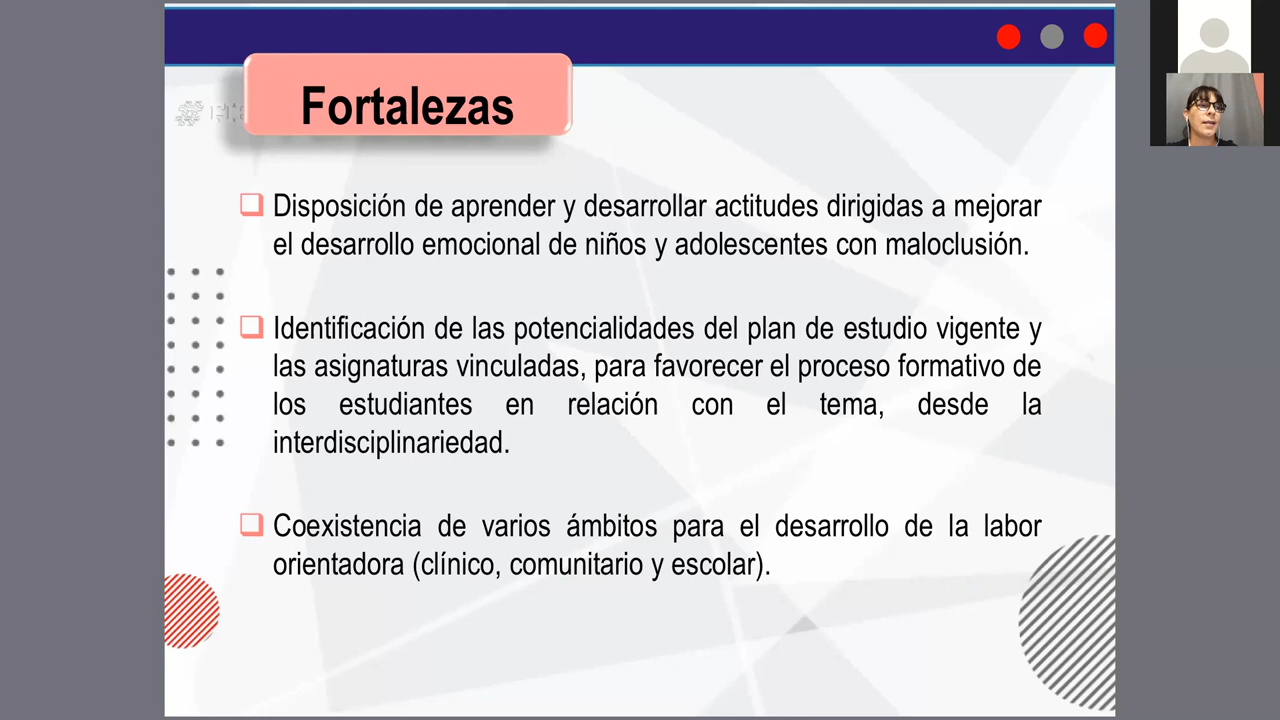 Fortalezas
Disposición de aprender y desarrollar actitudes dirigidas a mejorar
el desarrollo emocional de niños y adolescentes con maloclusión.
Identificación de las potencialidades del plan de estudio vigente y
las asignaturas vinculadas, para favorecer el proceso formativo de
los estudiantes en relación con el tema, desde la
interdisciplinariedad.
Coexistencia de varios ámbitos para el desarrollo de la labor
orientadora (clínico, comunitario y escolar).